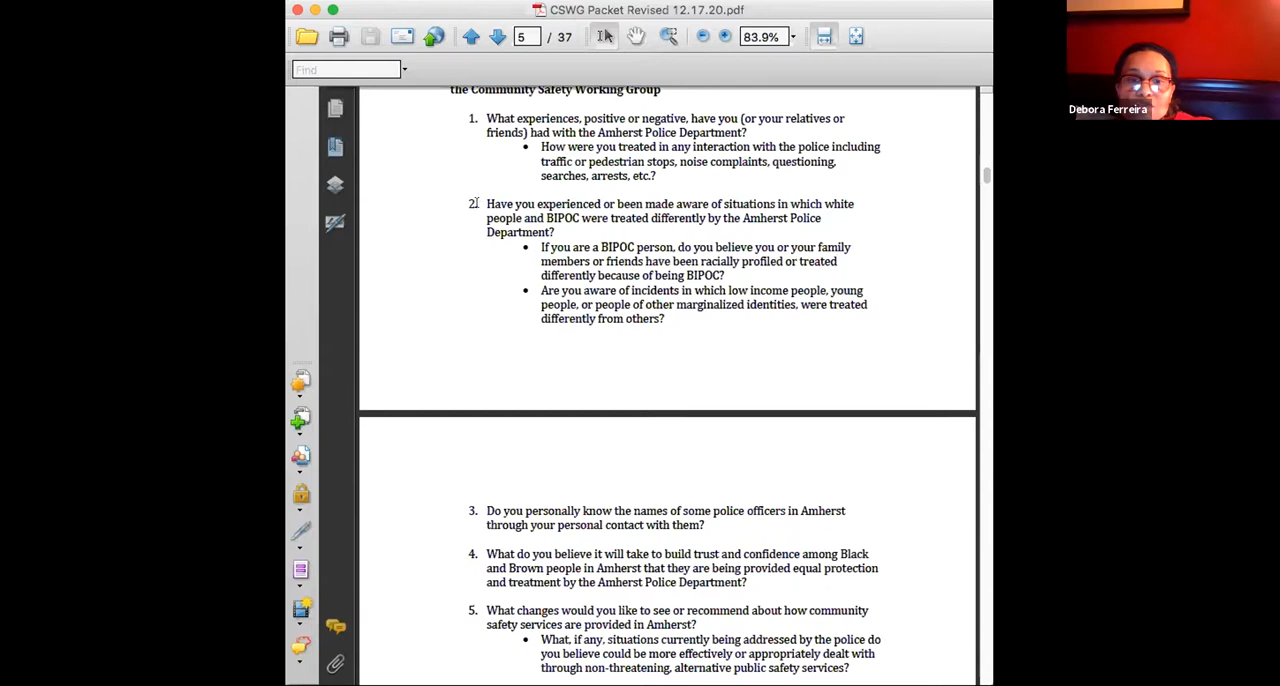 CSWG Packet Revised 12.17.20.pdf
5 / 37
83.9%
Find
Debora Ferreira
the Community Safety Working Group
1. What experiences, positive or negative, have you (or your relatives or
friends) had with the Amherst Police Department?
• How were you treated in any interaction with the police including
traffic or pedestrian stops, noise complaints, questioning,
searches, arrests, etc.?
2. Have you experienced or been made aware of situations in which white
people and BIPOC were treated differently by the Amherst Police
Department?
• If you are a BIPOC person, do you believe you or your family
members or friends have been racially profiled or treated
differently because of being BIPOC?
• Are you aware of incidents in which low income people, young
people, or people of other marginalized identities, were treated
differently from others?
3. Do you personally know the names of some police officers in Amherst
through your personal contact with them?
4. What do you believe it will take to build trust and confidence among Black
and Brown people in Amherst that they are being provided equal protection
and treatment by the Amherst Police Department?
5. What changes would you like to see or recommend about how community
safety services are provided in Amherst?
• What, if any, situations currently being addressed by the police do
you believe could be more effectively or appropriately dealt with
through non-threatening, alternative public safety services?